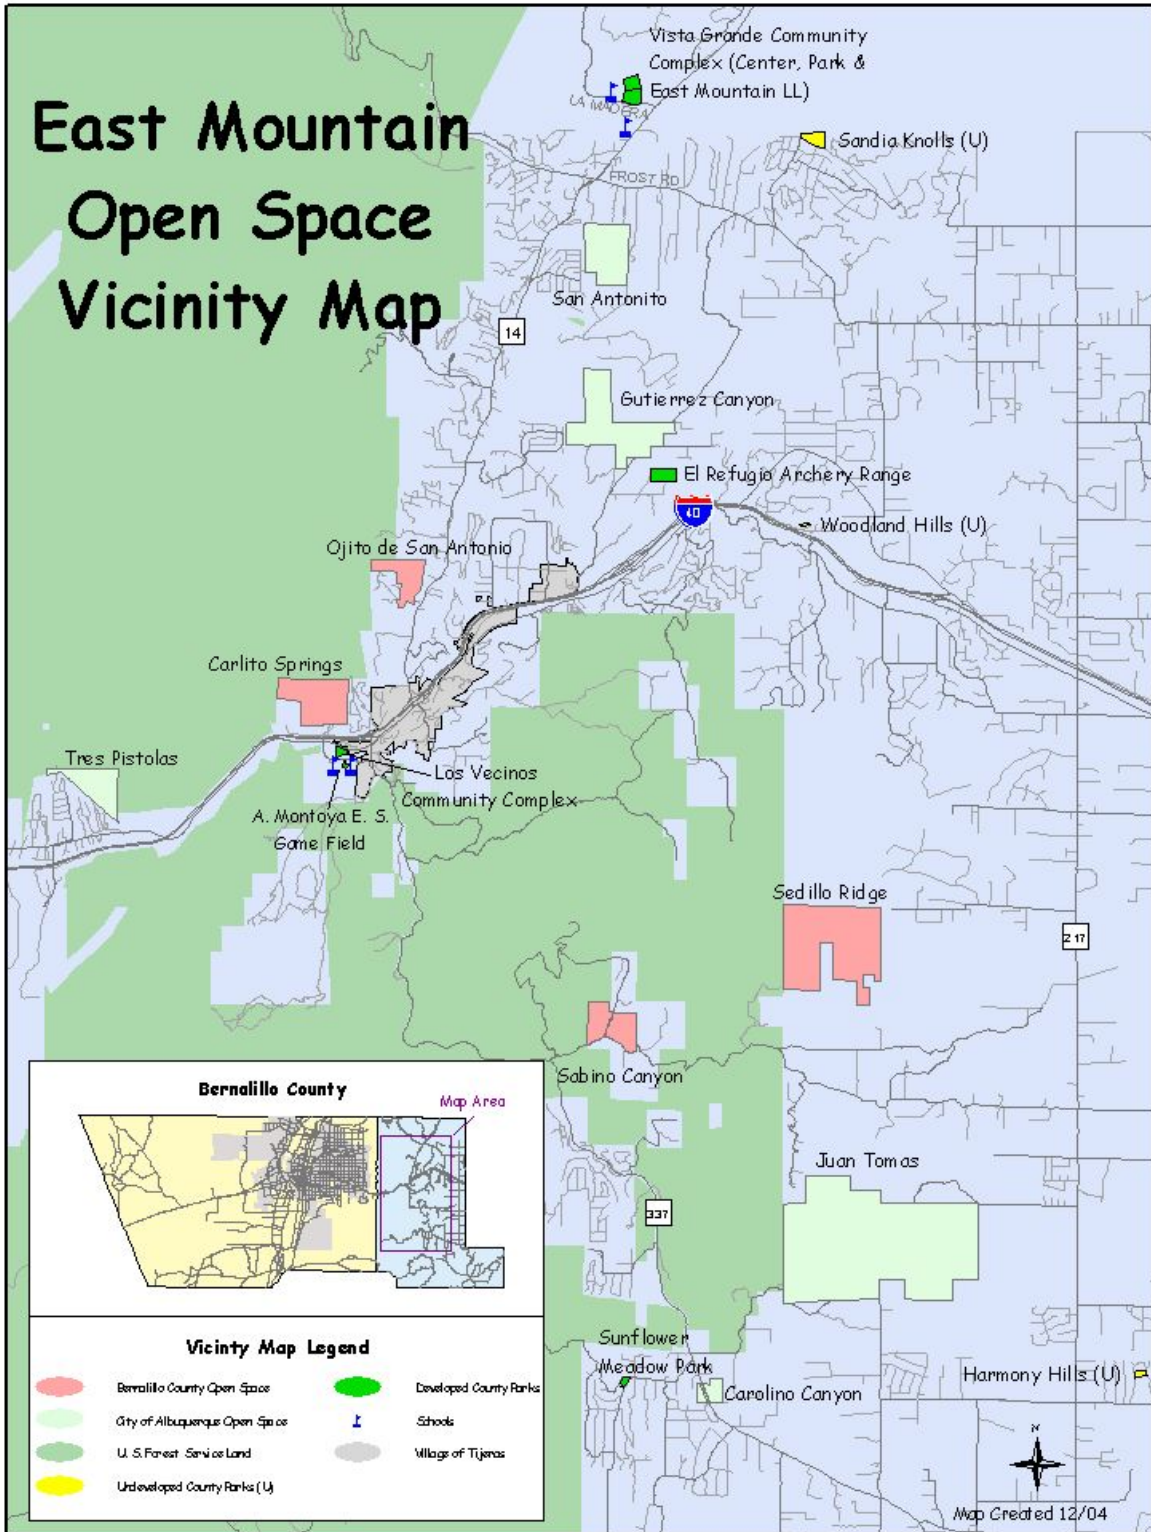 East Mountain
Open Space
Vicinity Map
Vista Grande Community
Complex (Center, Park &
East Mountain LL)
LA MADERA
Sandia Knolls (U)
FROST RD
San Antonito
14
Gutierrez Canyon
El Refugio Archery Range
40
Woodland Hills (U)
Ojito de San Antonio
Carlito Springs
Tres Pistolas
Los Vecinos
Community Complex
A. Montoya E. S.
Game Field
Sedillo Ridge
217
Sabino Canyon
Juan Tomas
337
Sunflower
Meadow Park
Carolino Canyon
Harmony Hills (U)
Bernalillo County
Map Area
Vicinty Map Legend
Bernalillo County Open Space
City of Albuquerque Open Space
U. S. Forest Service Land
Undeveloped County Parks (U)
Developed County Parks
Schools
Village of Tijeras
N
Map Created 12/04